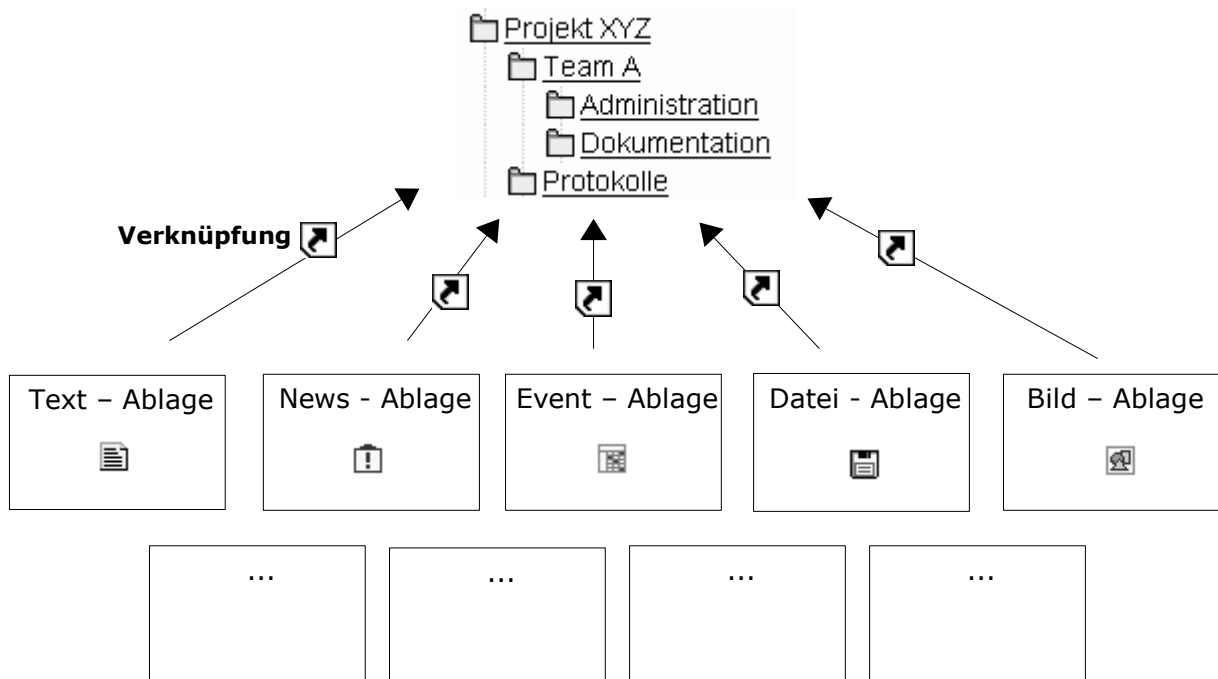 Projekt XYZ
Team A
Administration
Dokumentation
Protokolle
Verknüpfung
Text – Ablage
News - Ablage
Event – Ablage
Datei - Ablage
Bild – Ablage
...
...
...
...